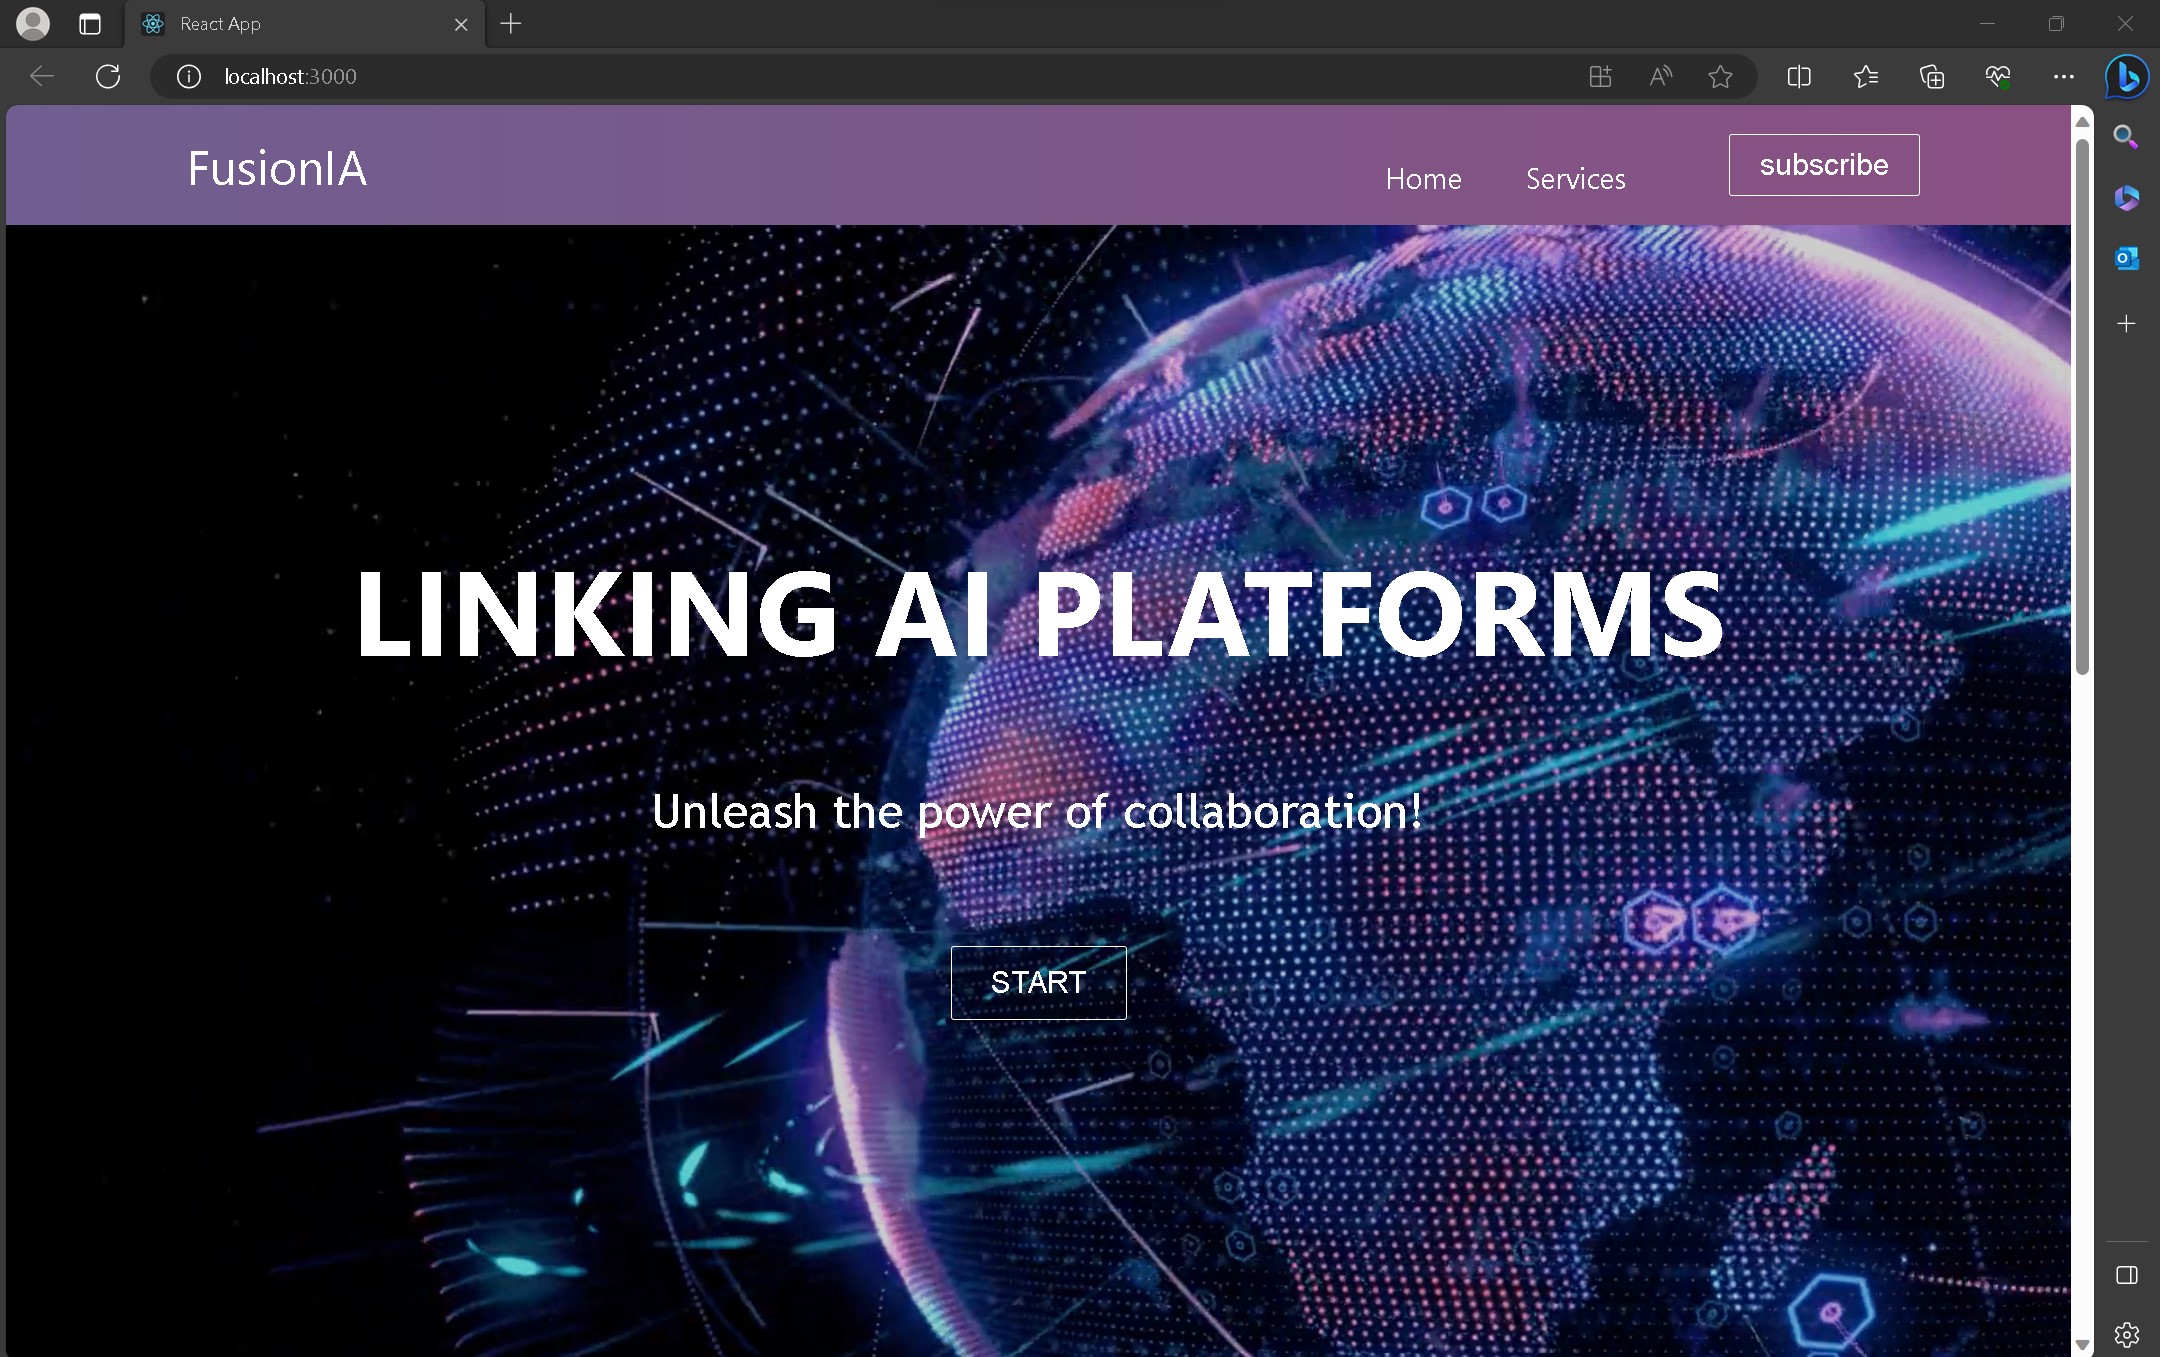 React App
localhost:3000
FusionIA
Home Services subscribe
LINKING AI PLATFORMS
Unleash the power of collaboration!
START